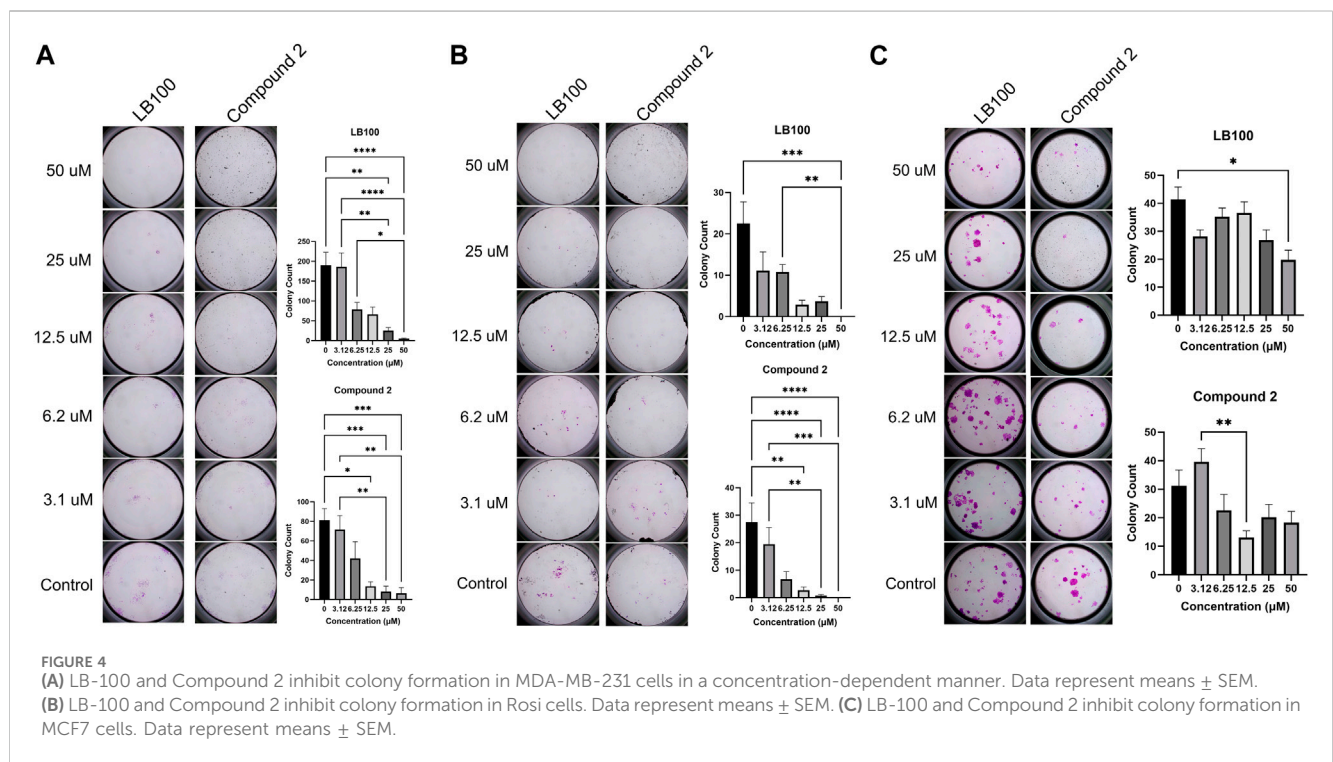 A
LB100
Compound 2
50 uM
25 uM
12.5 uM
6.2 uM
3.1 uM
Control
LB100
****
**
****
**
*
Colony Count
250
200
150
100
50
0
0 3.12 6.25 12.5 25 50
Concentration (µM)
Compound 2
***
***
**
*
**
Colony Count
100
80
60
40
20
0
0 3.12 6.25 12.5 25 50
Concentration (µM)
B
LB100
Compound 2
50 uM
25 uM
12.5 uM
6.2 uM
3.1 uM
Control
LB100
***
**
Colony Count
30
20
10
0
0 3.12 6.25 12.5 25 50
Concentration (µM)
Compound 2
****
****
***
**
**
Colony Count
40
30
20
10
0
0 3.12 6.25 12.5 25 50
Concentration (µM)
C
LB100
Compound 2
50 uM
25 uM
12.5 uM
6.2 uM
3.1 uM
Control
LB100
*
Colony Count
50
40
30
20
10
0
0 3.12 6.25 12.5 25 50
Concentration (µM)
Compound 2
**
Colony Count
50
40
30
20
10
0
0 3.12 6.25 12.5 25 50
Concentration (µM)
FIGURE 4
(A) LB-100 and Compound 2 inhibit colony formation in MDA-MB-231 cells in a concentration-dependent manner. Data represent means ± SEM.
(B) LB-100 and Compound 2 inhibit colony formation in Rosi cells. Data represent means ± SEM. (C) LB-100 and Compound 2 inhibit colony formation in
MCF7 cells. Data represent means ± SEM.